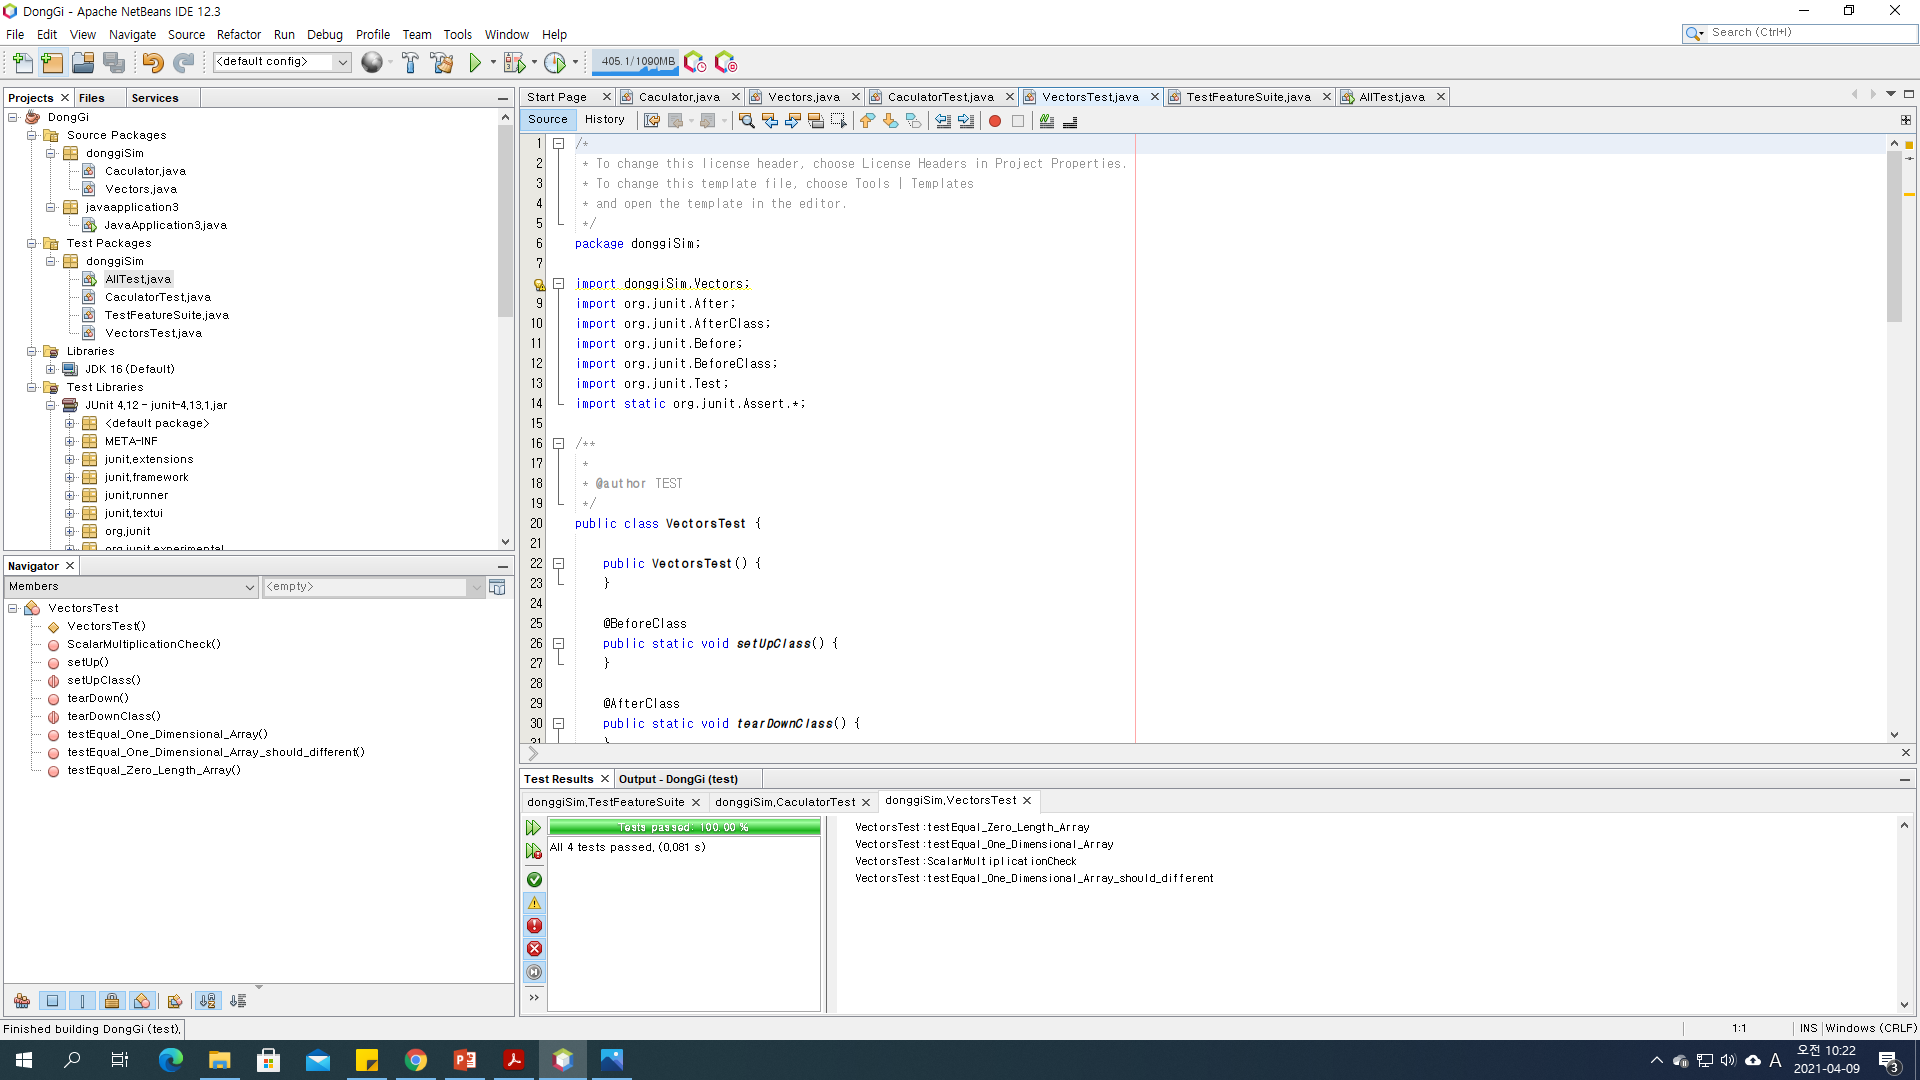 DongGi - Apache NetBeans IDE 12.3
File Edit View Navigate Source Refactor Run Debug Profile Team Tools Window Help
Search (Ctrl+I)
<default config>
405.1/1090MB
Projects Files Services
DongGi
Source Packages
donggiSim
Caculator.java
Vectors.java
javaapplication3
JavaApplication3.java
Test Packages
donggiSim
AllTest.java
CaculatorTest.java
TestFeatureSuite.java
VectorsTest.java
Libraries
JDK 16 (Default)
Test Libraries
JUnit 4.12 - junit-4.13.1.jar
<default package>
META-INF
junit.extensions
junit.framework
junit.runner
junit.textui
org.junit
org.junit.experimental
Navigator
Members
<empty>
VectorsTest
VectorsTest()
ScalarMultiplicationCheck()
setUp()
setUpClass()
tearDown()
tearDownClass()
testEqual_One_Dimensional_Array()
testEqual_One_Dimensional_Array_should_different()
testEqual_Zero_Length_Array()
Start Page Caculator.java Vectors.java CaculatorTest.java VectorsTest.java TestFeatureSuite.java AllTest.java
Source History
1 /*
2 * To change this license header, choose License Headers in Project Properties.
3 * To change this template file, choose Tools | Templates
4 * and open the template in the editor.
5 */
6 package donggiSim;
7
import donggiSim.Vectors;
9 import org.junit.After;
10 import org.junit.AfterClass;
11 import org.junit.Before;
12 import org.junit.BeforeClass;
13 import org.junit.Test;
14 import static org.junit.Assert.*;
15
16 /**
17 *
18 * @author TEST
19 */
20 public class VectorsTest {
21
22 public VectorsTest() {
23 }
24
25 @BeforeClass
26 public static void setUpClass() {
27 }
28
29 @AfterClass
30 public static void tearDownClass() {
31 }
Test Results Output - DongGi (test)
donggiSim.TestFeatureSuite donggiSim.CaculatorTest donggiSim.VectorsTest
Tests passed: 100.00 %
All 4 tests passed. (0.081 s)
VectorsTest:testEqual_Zero_Length_Array
VectorsTest:testEqual_One_Dimensional_Array
VectorsTest:ScalarMultiplicationCheck
VectorsTest:testEqual_One_Dimensional_Array_should_different
Finished building DongGi (test).
1:1 INS Windows (CRLF)
A 오전 10:22
2021-04-09
3